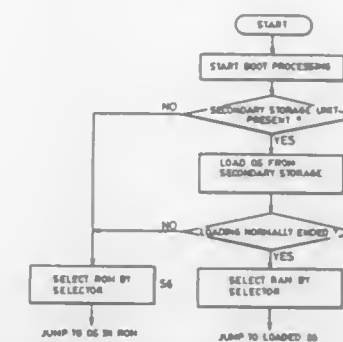 START
START BOOT PROCESSING
SECONDARY STORAGE UNIT
PRESENT ?
NO
YES
LOAD OS FROM
SECONDARY STORAGE
LOADING NORMALLY ENDED ?
NO
YES
SELECT ROM BY
SELECTOR
S6
SELECT RAM BY
SELECTOR
JUMP TO OS IN ROM
JUMP TO LOADED OS